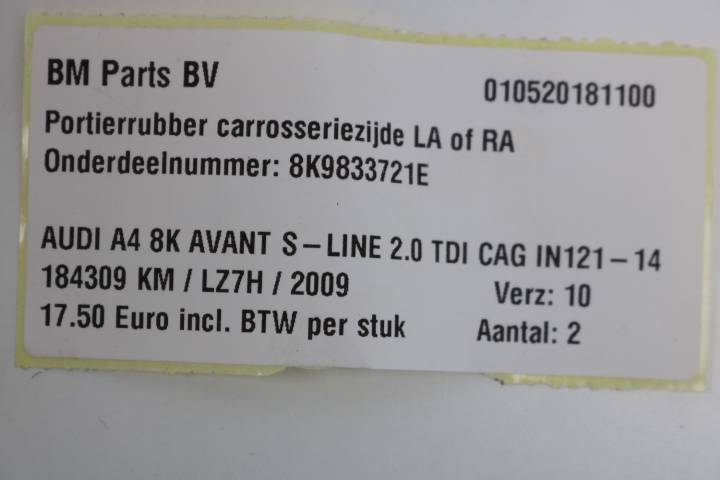 BM Parts BV 010520181100
Portierrubber carrosseriezijde LA of RA
Onderdeelnummer: 8K9833721E
AUDI A4 8K AVANT S-LINE 2.0 TDI CAG IN121-14
184309 KM / LZ7H / 2009 Verz: 10
17.50 Euro incl. BTW per stuk Aantal: 2